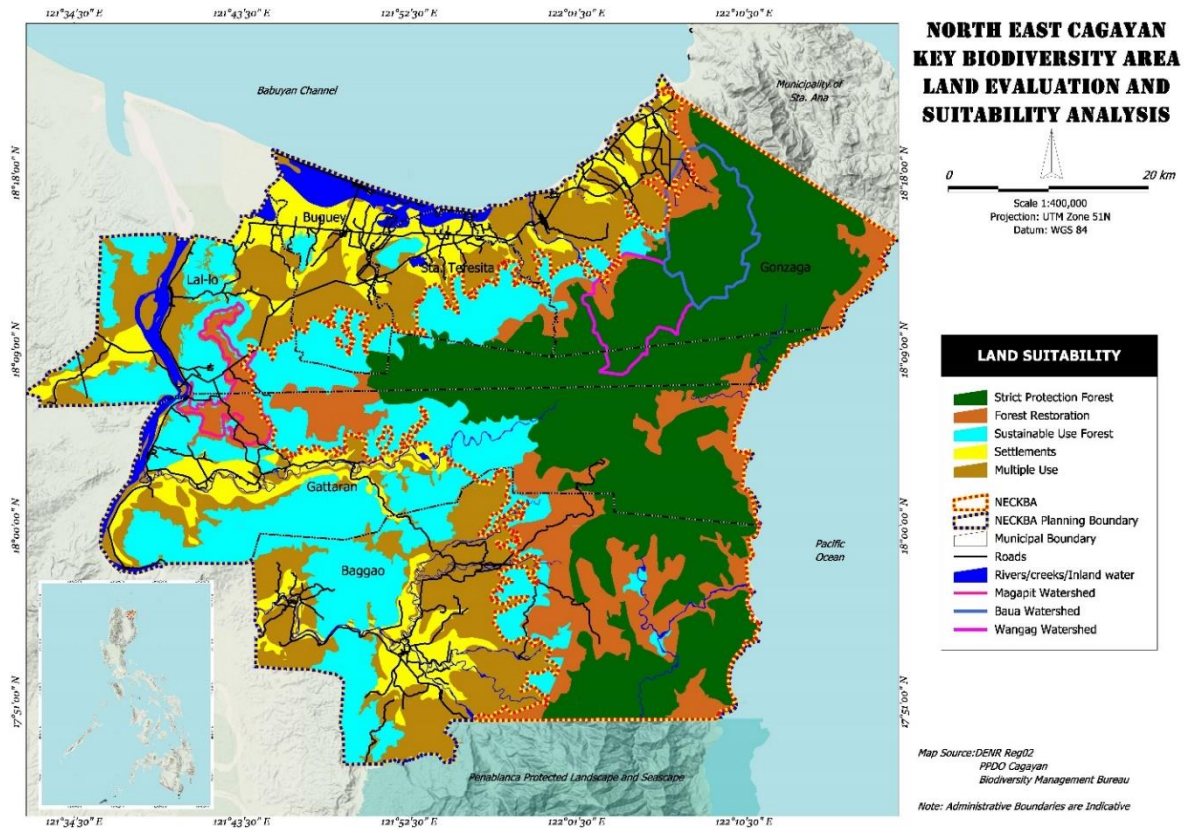 121°34'30" E
121°43'30" E
121°52'30" E
122°01'30" E
122°10'30" E
NORTH EAST CAGAYAN
KEY BIODIVERSITY AREA
LAND EVALUATION AND
SUITABILITY ANALYSIS
0
20 km
Scale 1:400,000
Projection: UTM Zone 51N
Datum: WGS 84
Babuyan Channel
Municipality of
Sta. Ana
18°18'00" N
18°18'00" N
Buguey
Sta. Teresita
Gonzaga
Lal-lo
18°09'00" N
18°09'00" N
Gattaran
18°00'00" N
18°00'00" N
Baggao
Pacific
Ocean
17°51'00" N
17°51'00" N
Penablanca Protected Landscape and Seascape
121°34'30" E
121°43'30" E
121°52'30" E
122°01'30" E
122°10'30" E
LAND SUITABILITY
Strict Protection Forest
Forest Restoration
Sustainable Use Forest
Settlements
Multiple Use
NECKBA
NECKBA Planning Boundary
Municipal Boundary
Roads
Rivers/creeks/Inland water
Magapit Watershed
Baua Watershed
Wangag Watershed
Map Source:DENR Reg02
PPDO Cagayan
Biodiversity Management Bureau
Note: Administrative Boundaries are Indicative